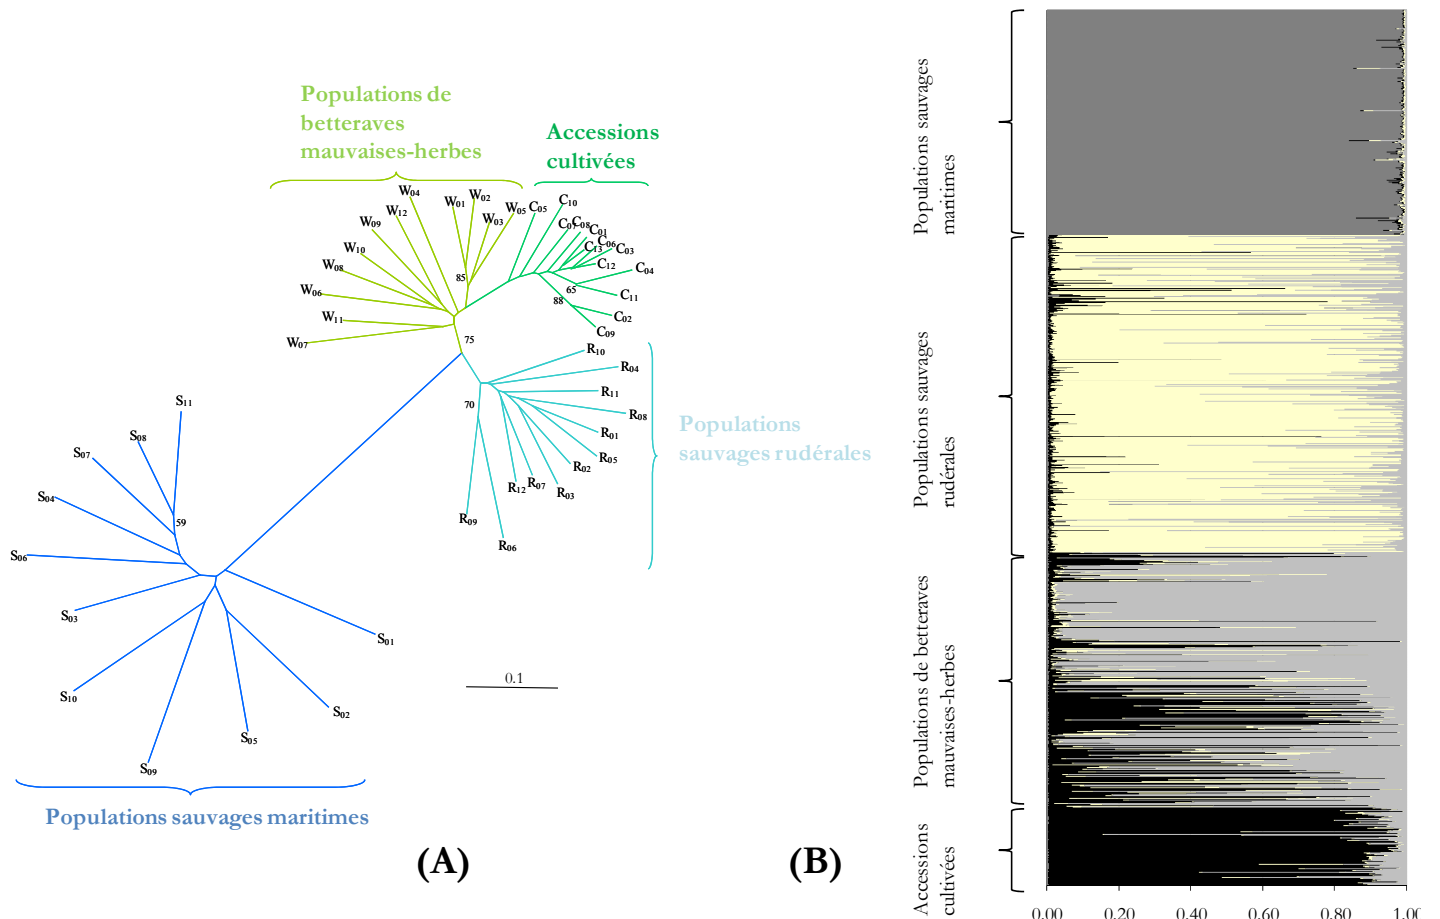 Populations de
betteraves
mauvaises-herbes
Accessions
cultivées
W04
W12
W09
W10
W08
W06
W11
W07
W01
W02
W03
W05
C05
C10
C07
C08
C01
C13
C06
C03
C12
C04
C11
C02
C09
85
65
88
75
70
R10
R04
R11
R08
R01
R05
R02
R03
R07
R12
R09
R06
Populations
sauvages rudérales
S11
S08
S07
S04
59
S06
S03
S01
S10
S02
S05
S09
0.1
Populations sauvages maritimes
(A)
(B)
Populations sauvages
maritimes
Populations sauvages
rudérales
Populations de betteraves
mauvaises-herbes
Accessions
cultivées
0.00
0.20
0.40
0.60
0.80
1.00